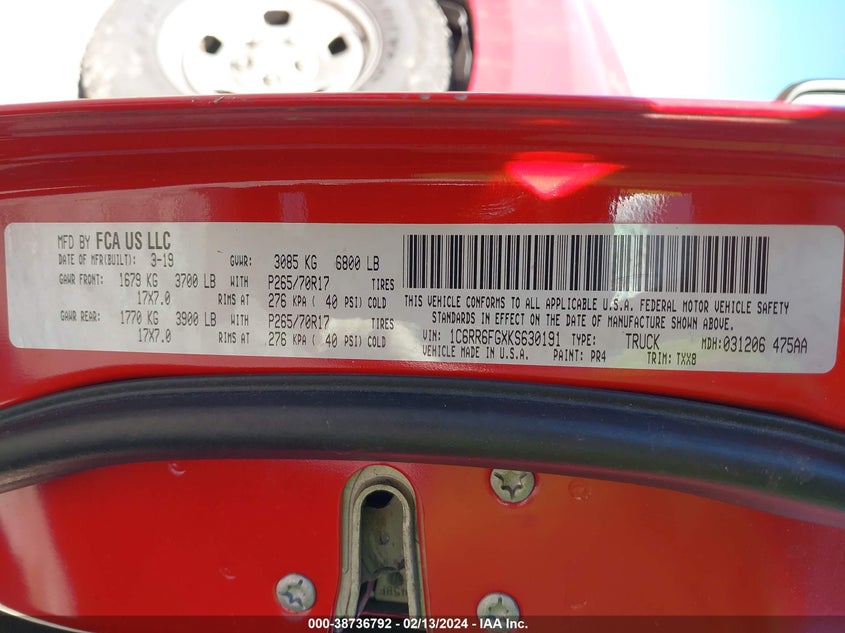 MFD BY FCA US LLC
DATE OF MFR(BUILT): 3-19 GVWR: 3085 KG 6800 LB
GAWR FRONT: 1679 KG 3700 LB WITH P265/70R17 TIRES
17X7.0 RIMS AT 276 KPA ( 40 PSI) COLD
GAWR REAR: 1770 KG 3900 LB WITH P265/70R17 TIRES
17X7.0 RIMS AT 276 KPA ( 40 PSI) COLD
THIS VEHICLE CONFORMS TO ALL APPLICABLE U.S.A. FEDERAL MOTOR VEHICLE SAFETY
STANDARDS IN EFFECT ON THE DATE OF MANUFACTURE SHOWN ABOVE.
VIN: 1C6RR6FGXKS630191 TYPE: TRUCK MDH:031206 475AA
VEHICLE MADE IN U.S.A. PAINT: PR4 TRIM: TXX8
000-38736792 - 02/13/2024 - IAA Inc.